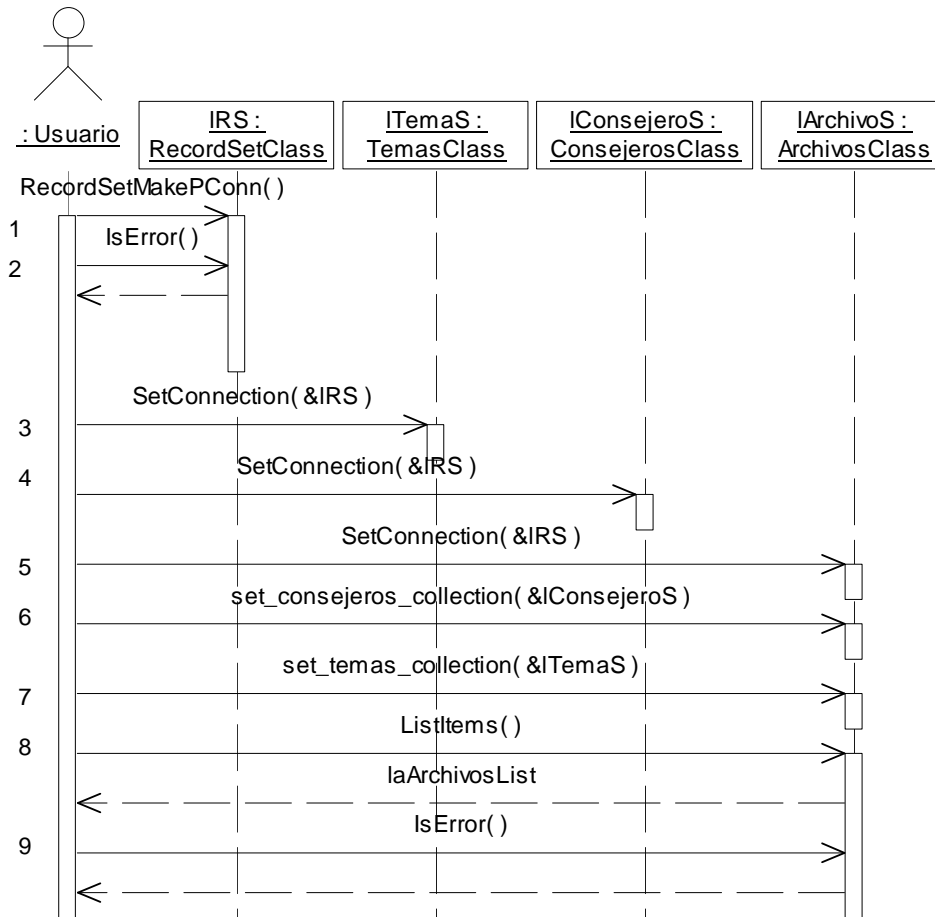 : Usuario
lRS :
RecordSetClass
lTemaS :
TemasClass
lConsejeroS :
ConsejerosClass
lArchivoS :
ArchivosClass
RecordSetMakePConn( )
1
IsError( )
2
SetConnection( &lRS )
3
SetConnection( &lRS )
4
SetConnection( &lRS )
5
set_consejeros_collection( &lConsejeroS )
6
set_temas_collection( &lTemaS )
7
ListItems( )
8
laArchivosList
IsError( )
9